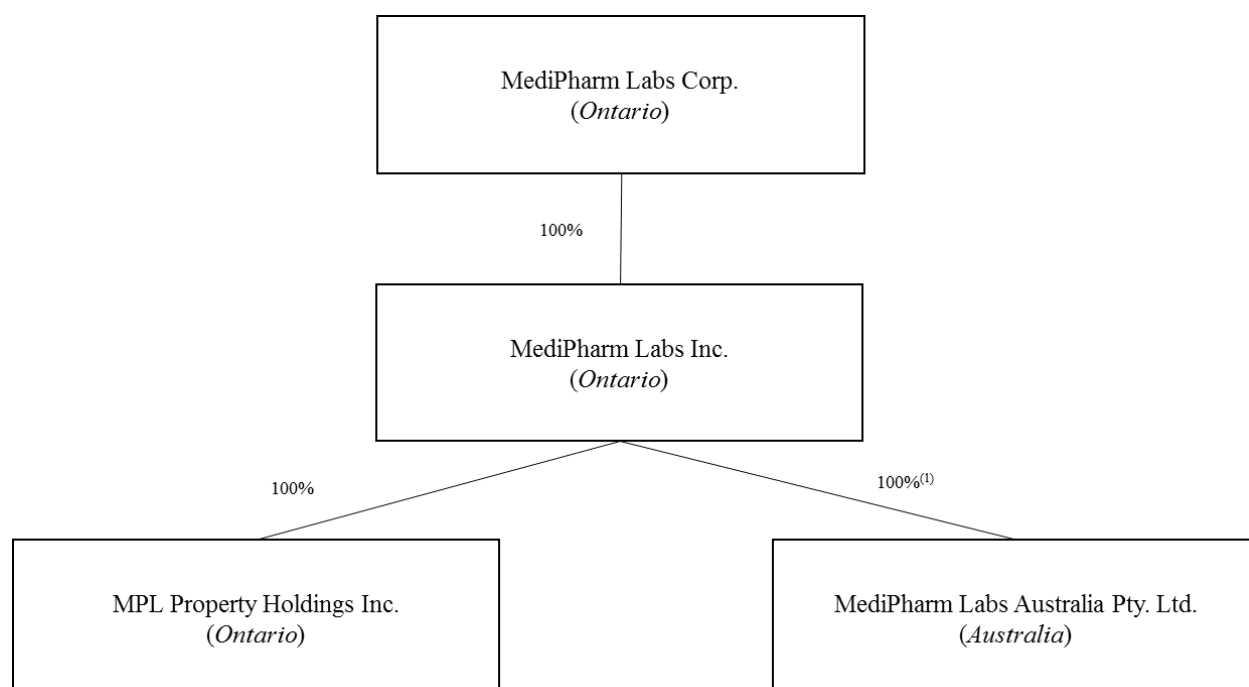 MediPharm Labs Corp.
(Ontario)
100%
MediPharm Labs Inc.
(Ontario)
100%
100%(1)
MPL Property Holdings Inc.
(Ontario)
MediPharm Labs Australia Pty. Ltd.
(Australia)